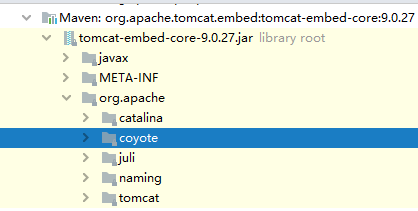 Maven: org.apache.tomcat.embed:tomcat-embed-core:9.0.27
tomcat-embed-core-9.0.27.jar library root
javax
META-INF
org.apache
catalina
coyote
juli
naming
tomcat